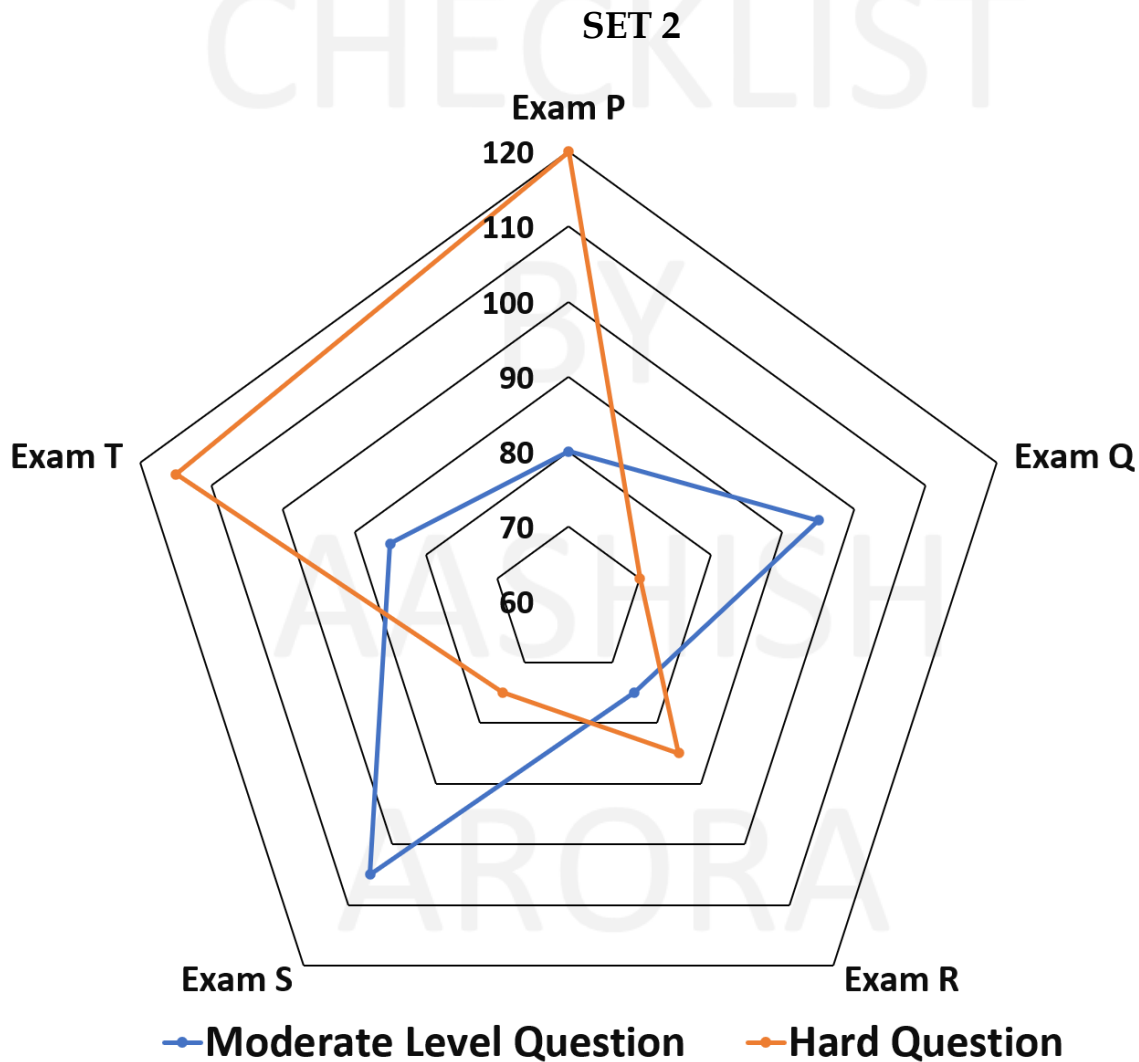 CHECKLIST
SET 2
Exam P
120
110
100
BY
90
Exam T
80
Exam Q
70
AASHISH
60
ARORA
Exam S
Exam R
Moderate Level Question
Hard Question